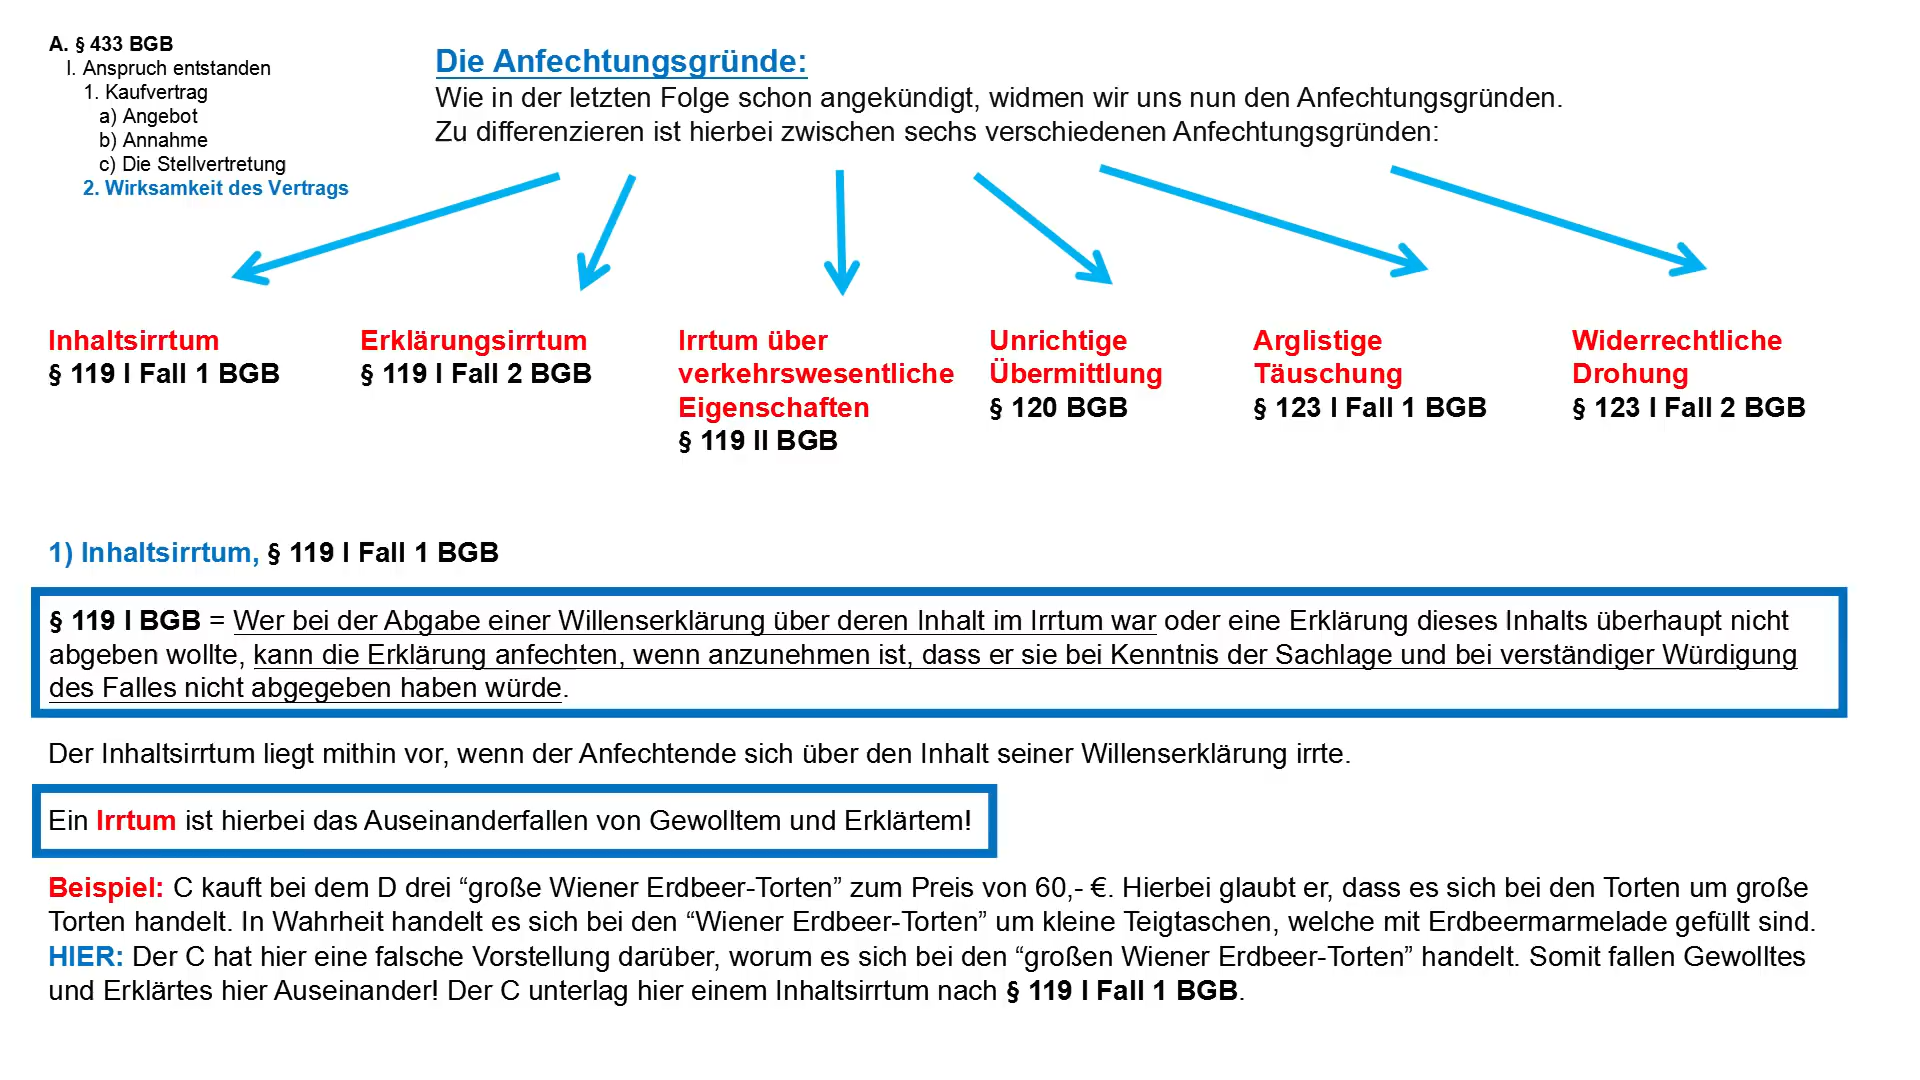 A. § 433 BGB
I. Anspruch entstanden
1. Kaufvertrag
a) Angebot
b) Annahme
c) Die Stellvertretung
2. Wirksamkeit des Vertrags
Die Anfechtungsgründe:
Wie in der letzten Folge schon angekündigt, widmen wir uns nun den Anfechtungsgründen.
Zu differenzieren ist hierbei zwischen sechs verschiedenen Anfechtungsgründen:
Inhaltsirrtum
§ 119 I Fall 1 BGB
Erklärungsirrtum
§ 119 I Fall 2 BGB
Irrtum über
verkehrswesentliche
Eigenschaften
§ 119 II BGB
Unrichtige
Übermittlung
§ 120 BGB
Arglistige
Täuschung
§ 123 I Fall 1 BGB
Widerrechtliche
Drohung
§ 123 I Fall 2 BGB
1) Inhaltsirrtum, § 119 I Fall 1 BGB
§ 119 I BGB = Wer bei der Abgabe einer Willenserklärung über deren Inhalt im Irrtum war oder eine Erklärung dieses Inhalts überhaupt nicht
abgeben wollte, kann die Erklärung anfechten, wenn anzunehmen ist, dass er sie bei Kenntnis der Sachlage und bei verständiger Würdigung
des Falles nicht abgegeben haben würde.
Der Inhaltsirrtum liegt mithin vor, wenn der Anfechtende sich über den Inhalt seiner Willenserklärung irrte.
Ein Irrtum ist hierbei das Auseinanderfallen von Gewolltem und Erklärtem!
Beispiel: C kauft bei dem D drei “große Wiener Erdbeer-Torten” zum Preis von 60,- €. Hierbei glaubt er, dass es sich bei den Torten um große
Torten handelt. In Wahrheit handelt es sich bei den “Wiener Erdbeer-Torten” um kleine Teigtaschen, welche mit Erdbeermarmelade gefüllt sind.
HIER: Der C hat hier eine falsche Vorstellung darüber, worum es sich bei den “großen Wiener Erdbeer-Torten” handelt. Somit fallen Gewolltes
und Erklärtes hier Auseinander! Der C unterlag hier einem Inhaltsirrtum nach § 119 I Fall 1 BGB.